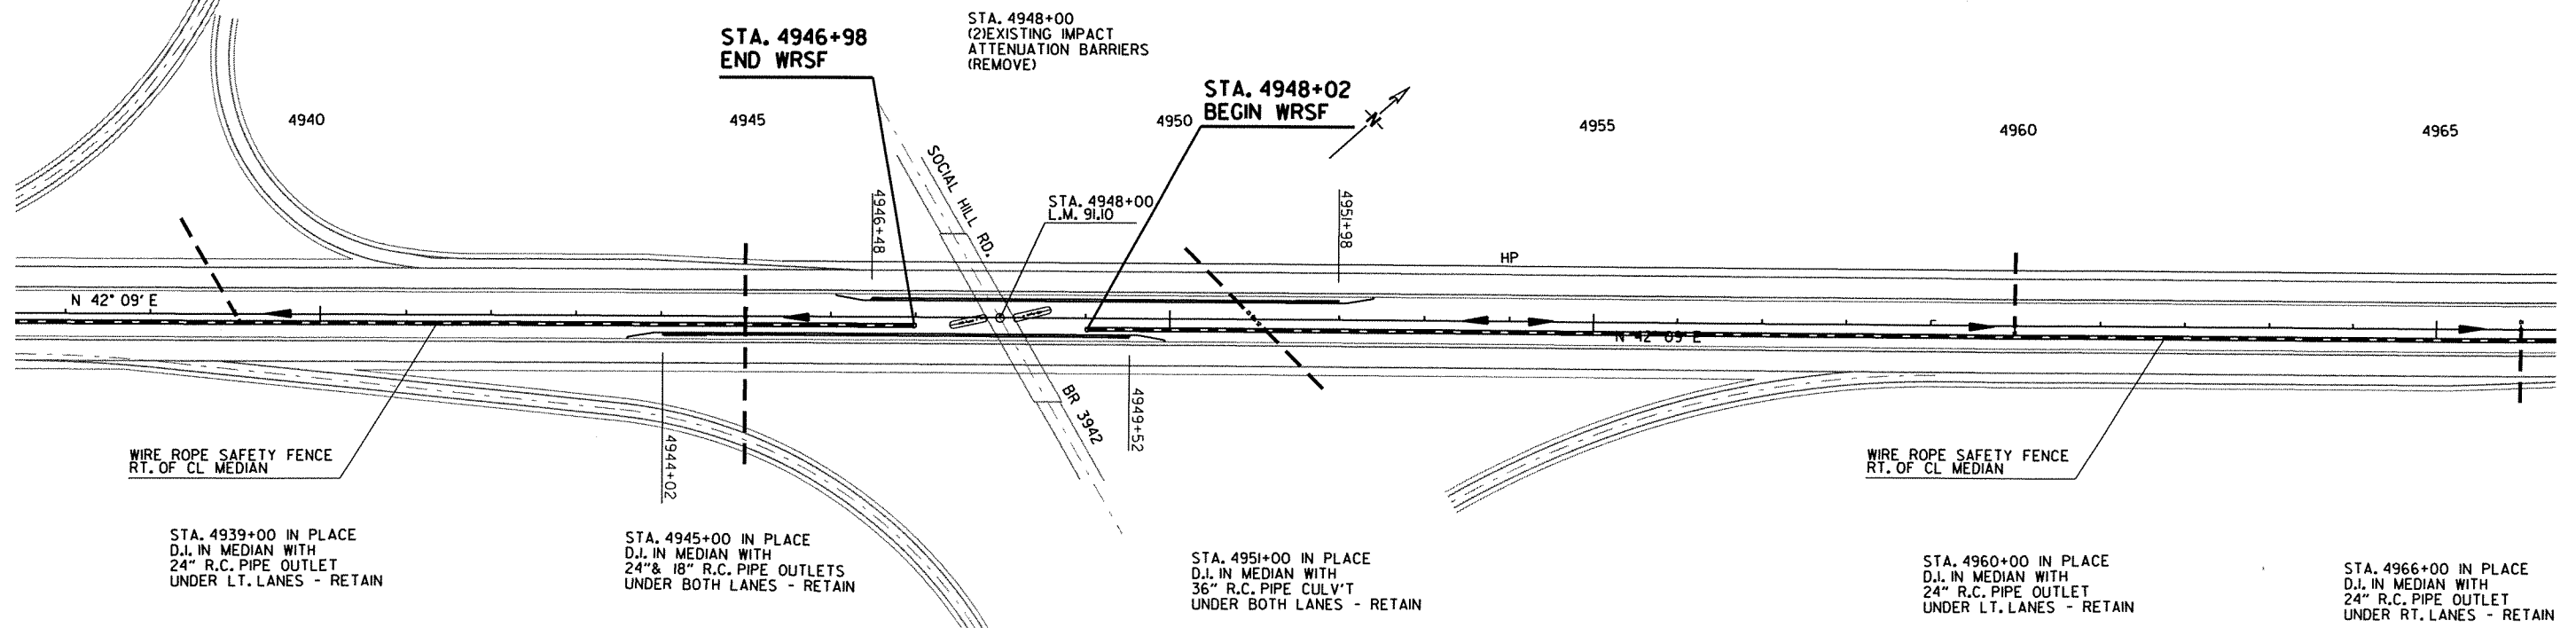 STA. 4948+00
(2)EXISTING IMPACT
ATTENUATION BARRIERS
(REMOVE)
STA. 4946+98
END WRSF
STA. 4948+02
BEGIN WRSF
4940
4945
4950
4955
4960
4965
N
SOCIAL HILL RD.
STA. 4948+00
L.M. 91.10
4946+48
4951+98
HP
N 42° 09' E
N 42° 09' E
BR 3942
4949+52
4944+02
WIRE ROPE SAFETY FENCE
RT. OF CL MEDIAN
WIRE ROPE SAFETY FENCE
RT. OF CL MEDIAN
STA. 4939+00 IN PLACE
D.I. IN MEDIAN WITH
24" R.C. PIPE OUTLET
UNDER LT. LANES - RETAIN
STA. 4945+00 IN PLACE
D.I. IN MEDIAN WITH
24"& 18" R.C. PIPE OUTLETS
UNDER BOTH LANES - RETAIN
STA. 4951+00 IN PLACE
D.I. IN MEDIAN WITH
36" R.C. PIPE CULV'T
UNDER BOTH LANES - RETAIN
STA. 4960+00 IN PLACE
D.I. IN MEDIAN WITH
24" R.C. PIPE OUTLET
UNDER LT. LANES - RETAIN
STA. 4966+00 IN PLACE
D.I. IN MEDIAN WITH
24" R.C. PIPE OUTLET
UNDER RT. LANES - RETAIN